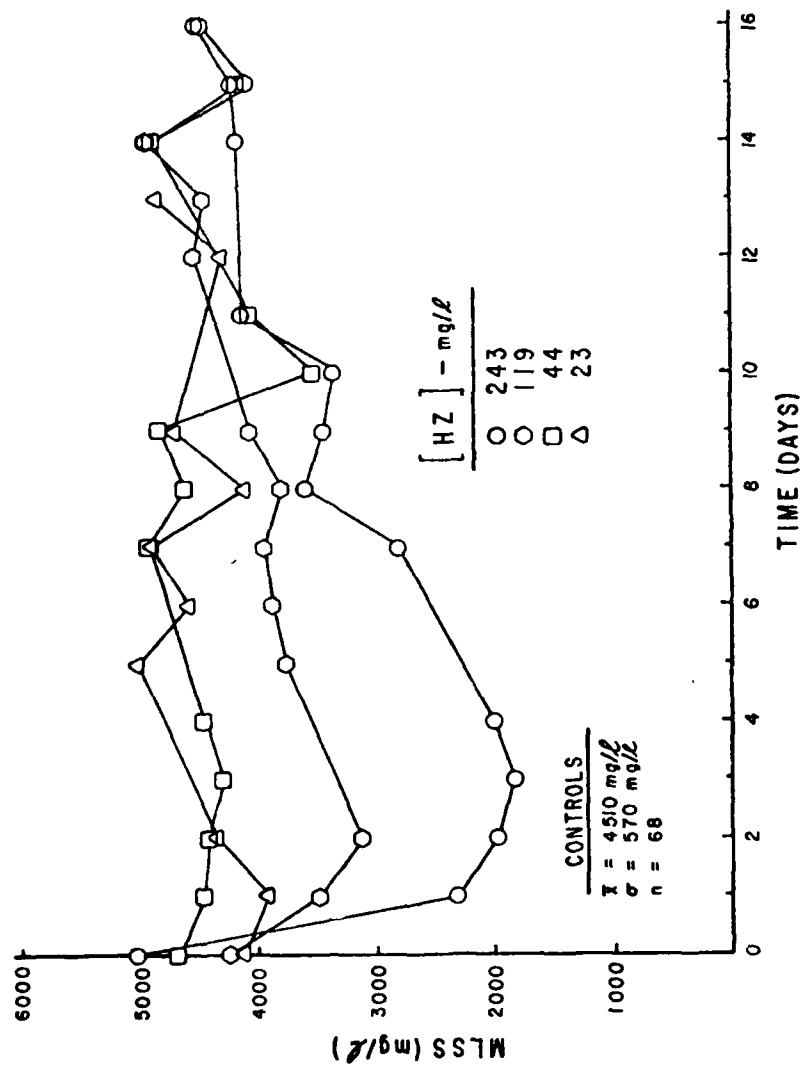 MLSS (mg/ℓ)
6000
5000
4000
3000
2000
1000
0
2
4
6
8
10
12
14
16
TIME (DAYS)
[HZ] - mg/ℓ
243
119
44
23
CONTROLS
x̄ = 4510 mg/ℓ
σ = 570 mg/ℓ
n = 68